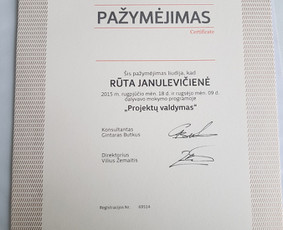 PAŽYMĖJIMAS
Certificate
Šis pažymėjimas liudija, kad
RŪTA JANULEVIČIENĖ
2015 m. rugpjūčio mėn. 18 d. ir rugsėjo mėn. 09 d.
dalyvavo mokymo programoje
„Projektų valdymas"
Konsultantas
Gintaras Butkus
Direktorius
Vilius Žemaitis
Registracijos Nr.